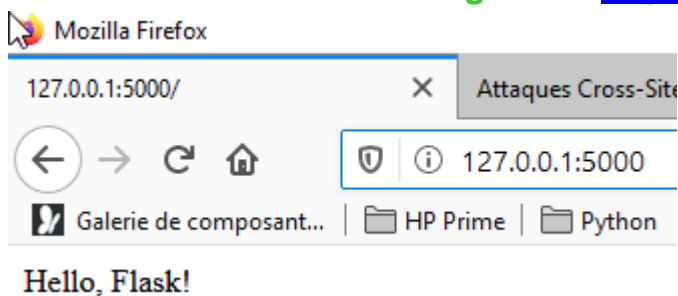 Mozilla Firefox
127.0.0.1:5000/ Attaques Cross-Site
127.0.0.1:5000
Galerie de composant... HP Prime Python
Hello, Flask!